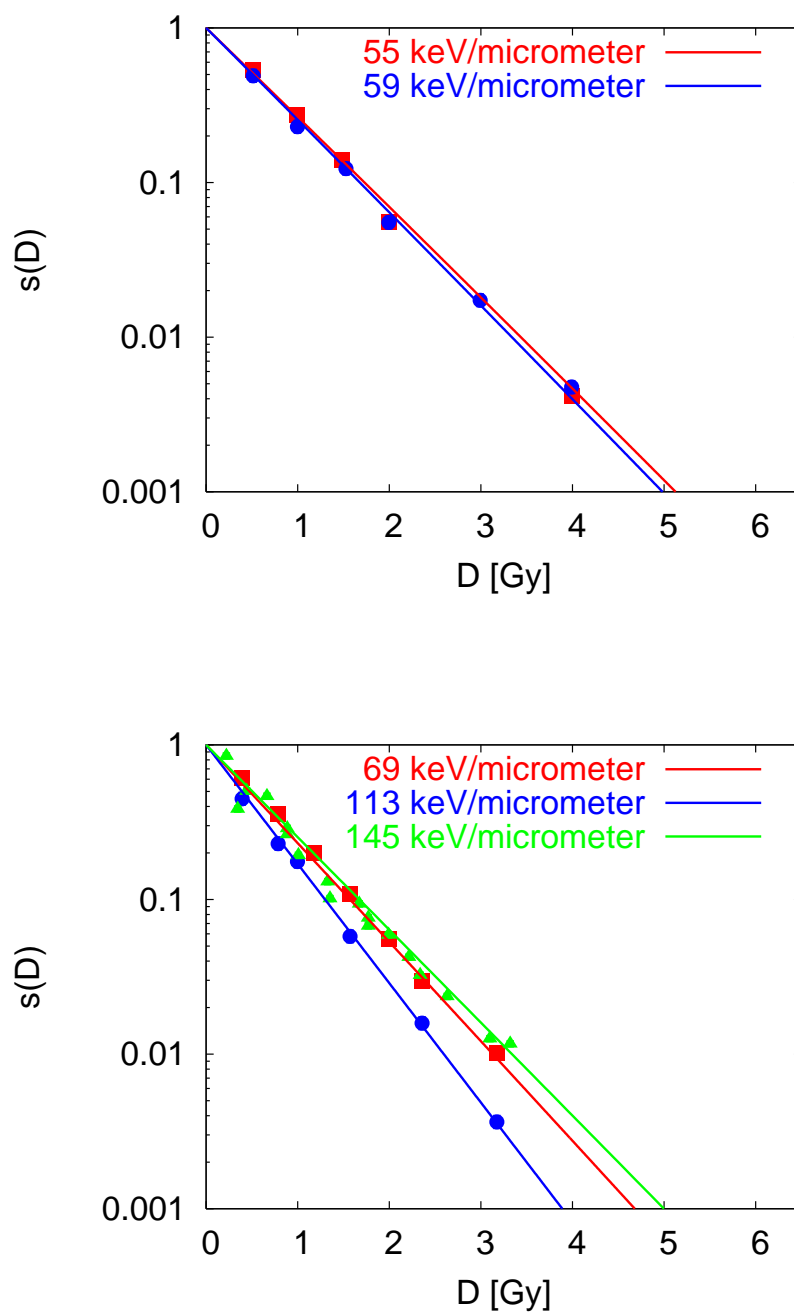 1
0.1
0.01
0.001
s(D)
0 1 2 3 4 5 6
D [Gy]
55 keV/micrometer
59 keV/micrometer
1
0.1
0.01
0.001
s(D)
0 1 2 3 4 5 6
D [Gy]
69 keV/micrometer
113 keV/micrometer
145 keV/micrometer